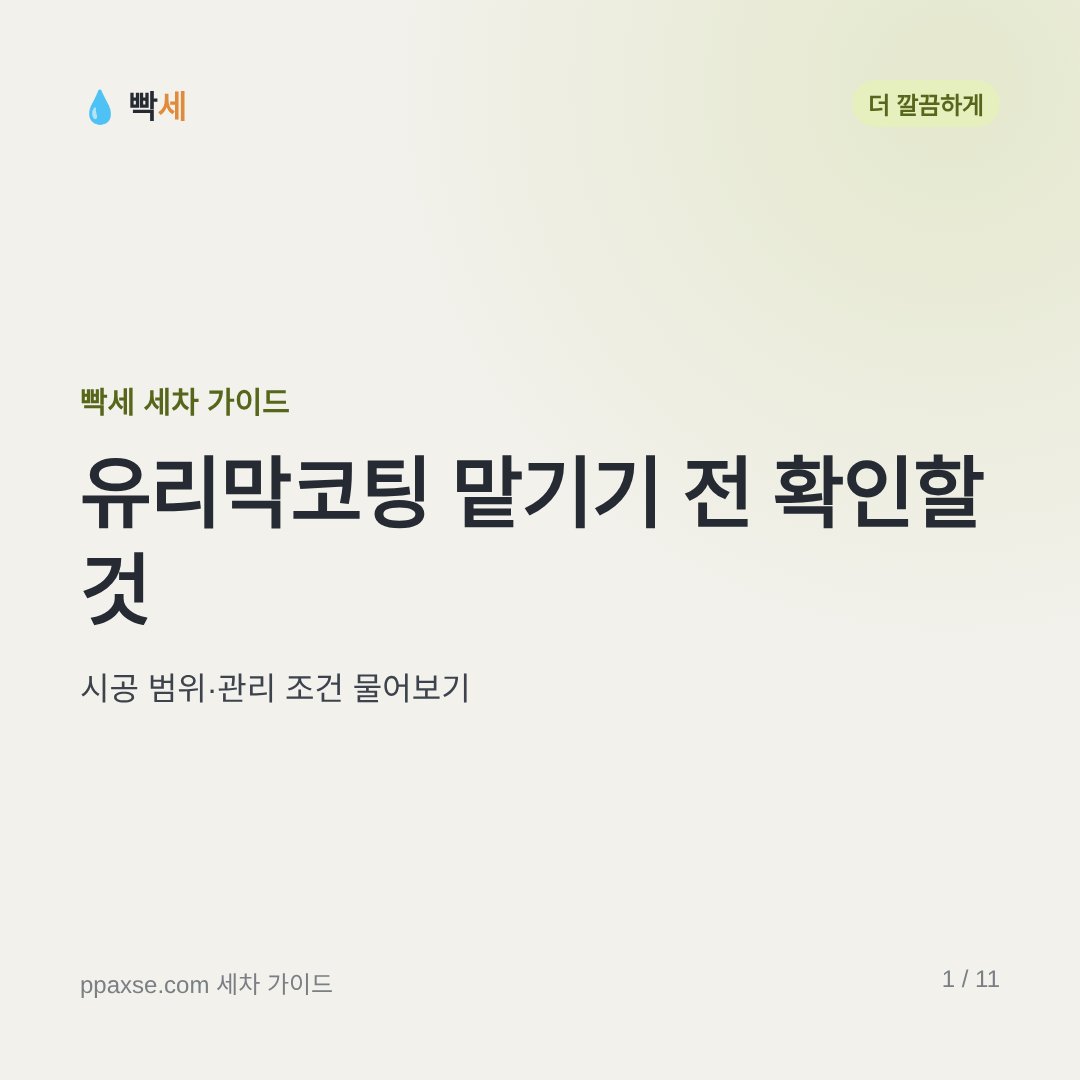 💧 빡세
더 깔끔하게
빡세 세차 가이드
유리막코팅 맡기기 전 확인할
것
시공 범위·관리 조건 물어보기
ppaxse.com 세차 가이드
1 / 11